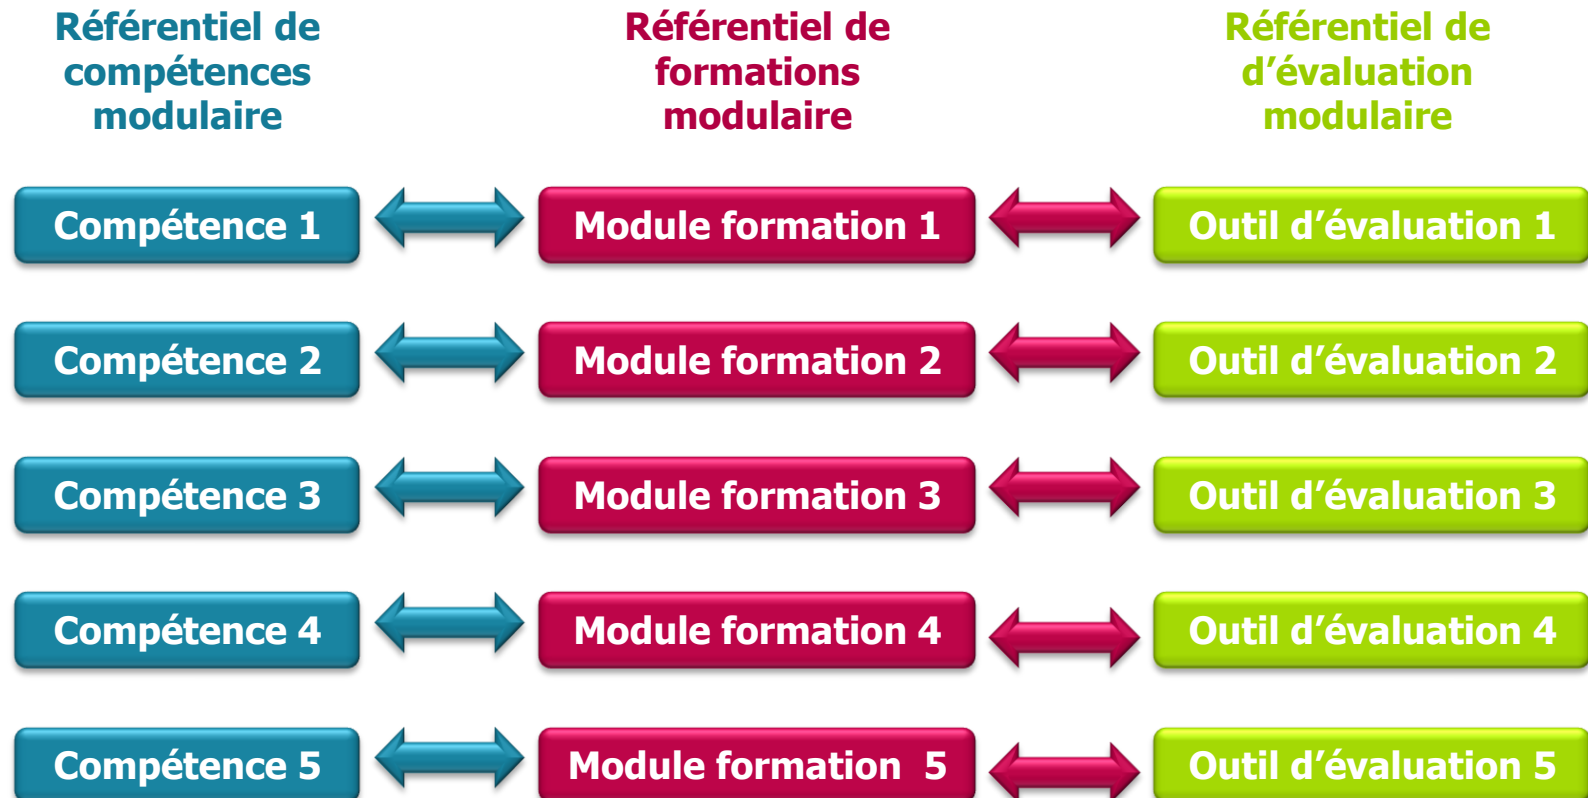 Référentiel de
compétences
modulaire
Référentiel de
formations
modulaire
Référentiel de
d’évaluation
modulaire
Compétence 1
Module formation 1
Outil d’évaluation 1
Compétence 2
Module formation 2
Outil d’évaluation 2
Compétence 3
Module formation 3
Outil d’évaluation 3
Compétence 4
Module formation 4
Outil d’évaluation 4
Compétence 5
Module formation  5
Outil d’évaluation 5